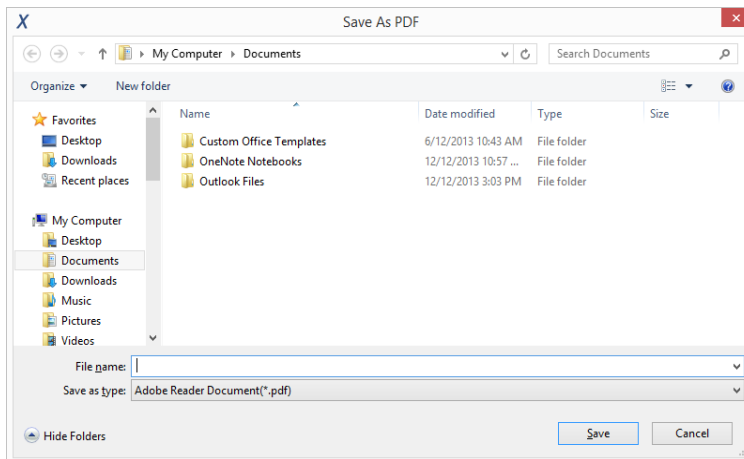 X Save As PDF
My Computer Documents Search Documents
Organize New folder
Favorites
Desktop
Downloads
Recent places
My Computer
Desktop
Documents
Downloads
Music
Pictures
Videos
Name Date modified Type Size
Custom Office Templates 6/12/2013 10:43 AM File folder
OneNote Notebooks 12/12/2013 10:57 ... File folder
Outlook Files 12/12/2013 3:03 PM File folder
File name:
Save as type: Adobe Reader Document(*.pdf)
Hide Folders Save Cancel